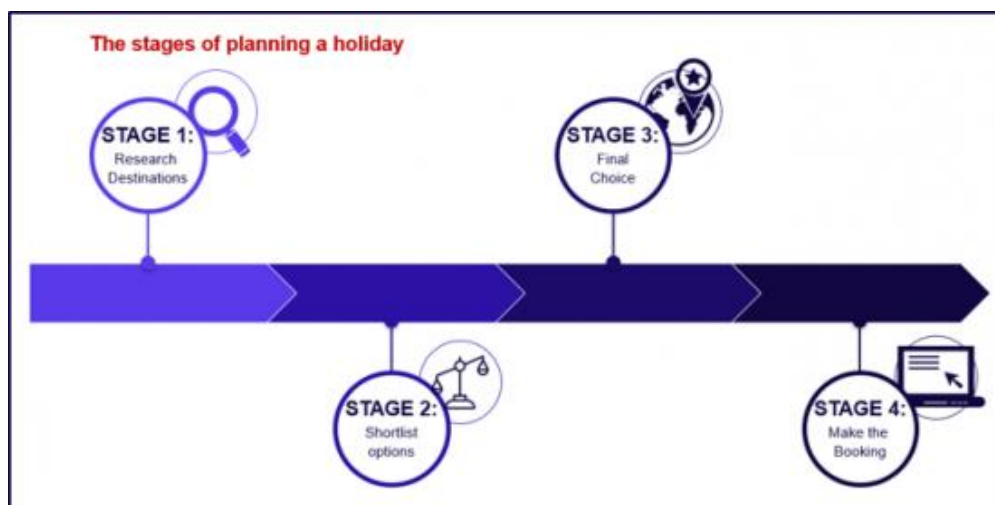 The stages of planning a holiday
STAGE 1:
Research
Destinations
STAGE 2:
Shortlist
options
STAGE 3:
Final
Choice
STAGE 4:
Make the
Booking